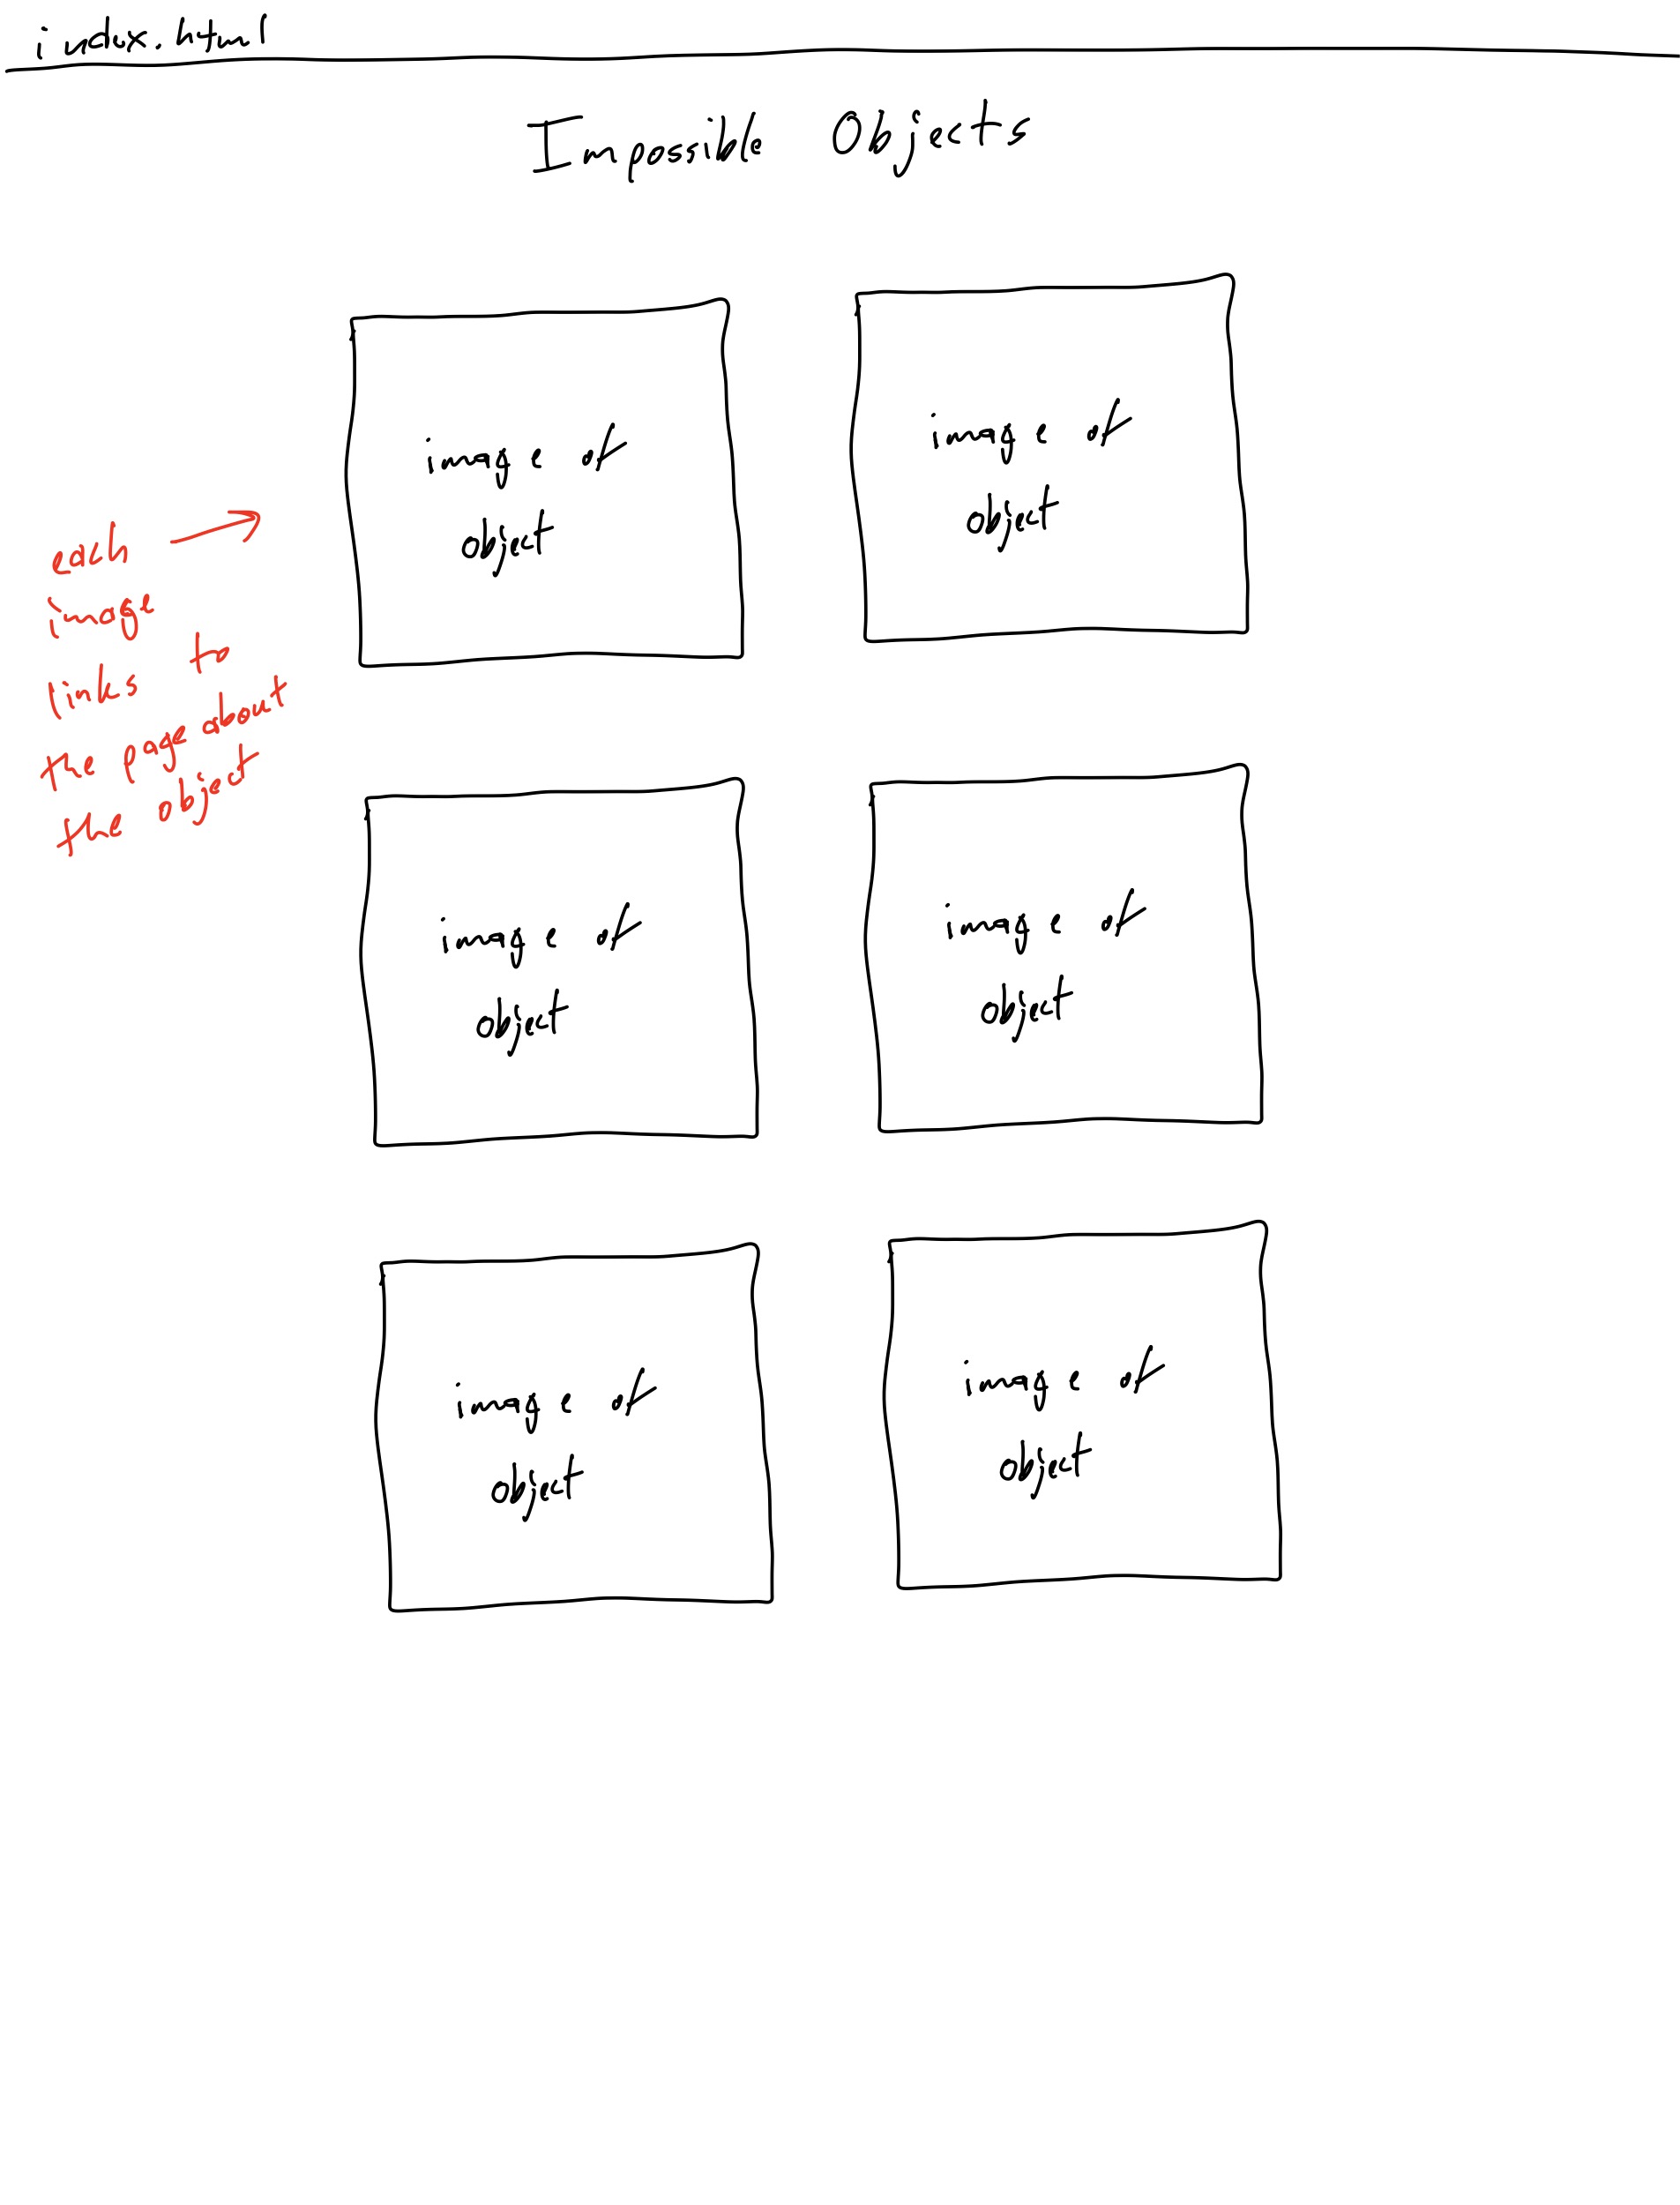 index.html
Impossible Objects
image of
object
image of
object
each
image
links to
the page about
the object
image of
object
image of
object
image of
object
image of
object